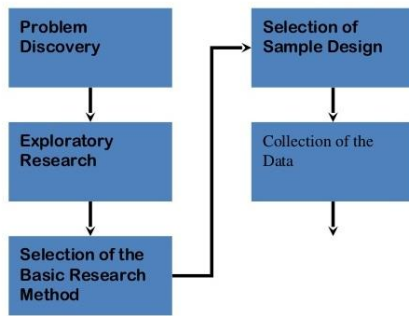 Problem
Discovery
Exploratory
Research
Selection of the
Basic Research
Method
Selection of
Sample Design
Collection of the
Data